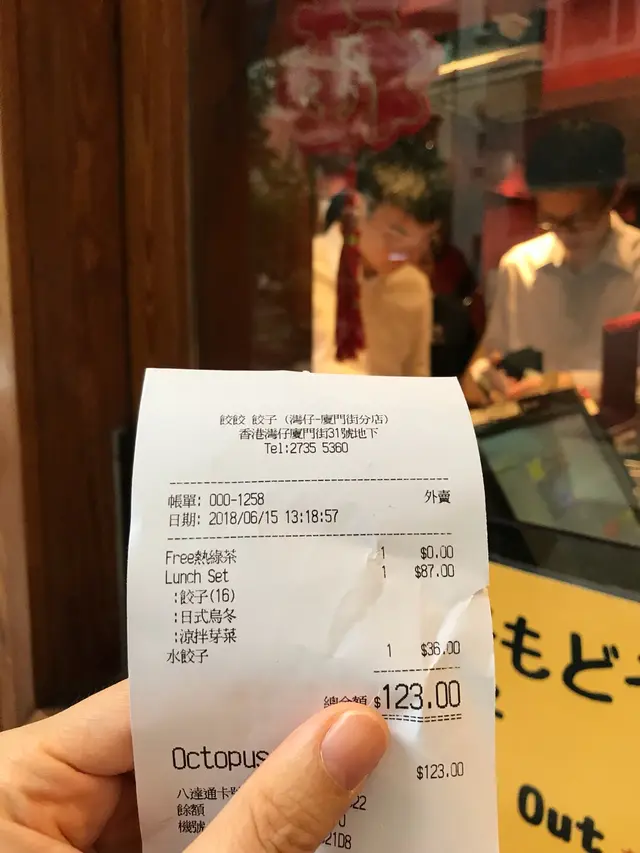 餃餃 餃子 (灣仔-廈門街分店)
香港灣仔廈門街31號地下
Tel:2735 5360
帳單: 000-1258 外賣
日期: 2018/06/15 13:18:57
Free熱綠茶 1 $0.00
Lunch Set 1 $87.00
:餃子(16)
:日式烏冬
:涼拌芽菜
水餃子 1 $36.00
總金額 $123.00
Octopus
$123.00
八達通卡
餘額
機號
もど
Out